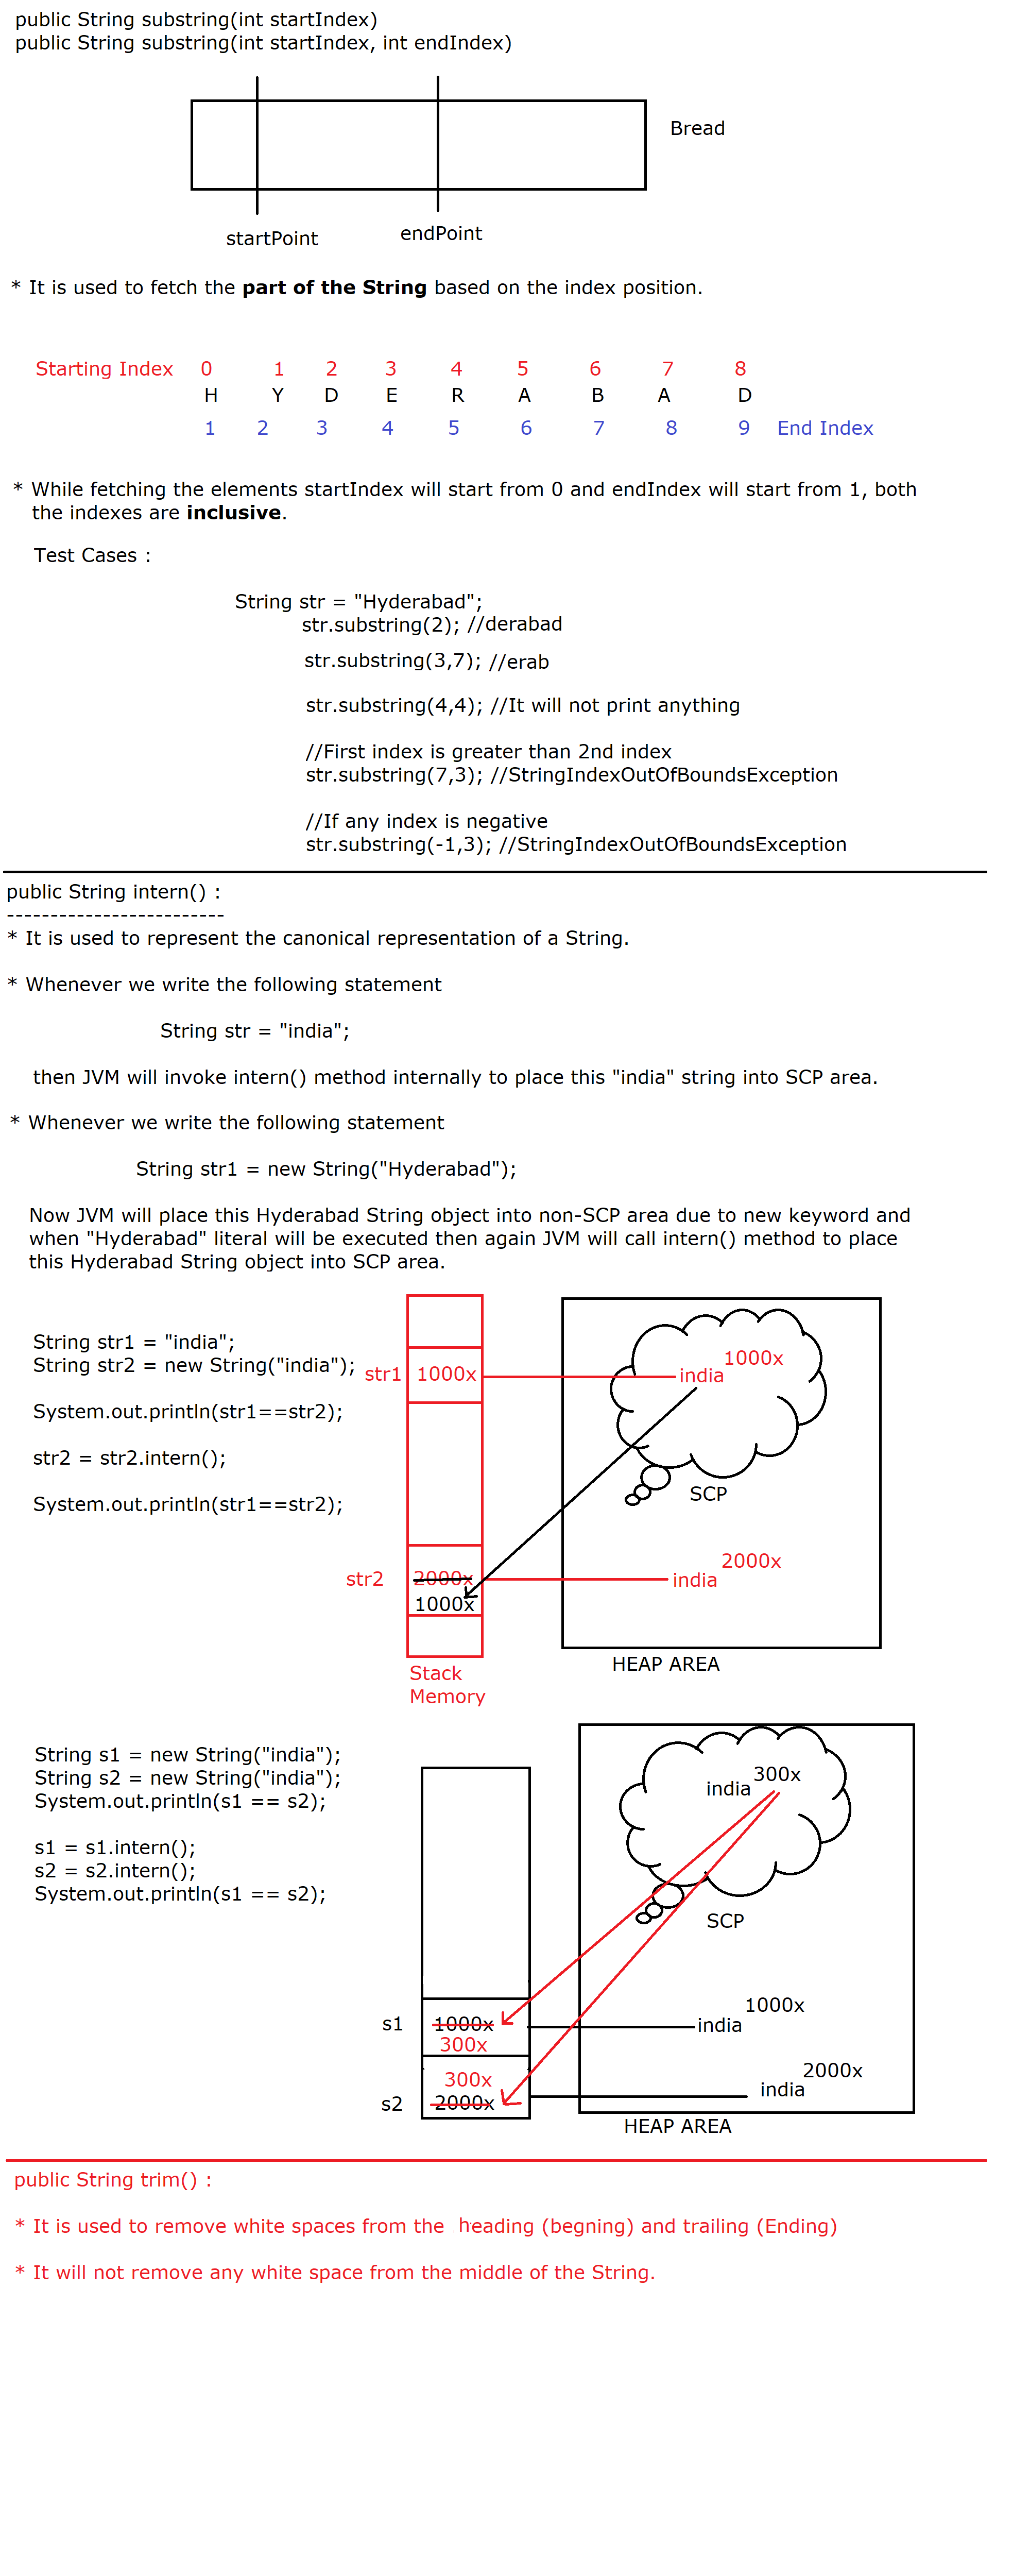 public String substring(int startIndex)
public String substring(int startIndex, int endIndex)
Bread
startPoint
endPoint
* It is used to fetch the part of the String based on the index position.
Starting Index 0 1 2 3 4 5 6 7 8
H Y D E R A B A D
1 2 3 4 5 6 7 8 9 End Index
* While fetching the elements startIndex will start from 0 and endIndex will start from 1, both
the indexes are inclusive.
Test Cases :
String str = "Hyderabad";
str.substring(2); //derabad
str.substring(3,7); //erab
str.substring(4,4); //It will not print anything
//First index is greater than 2nd index
str.substring(7,3); //StringIndexOutOfBoundsException
//If any index is negative
str.substring(-1,3); //StringIndexOutOfBoundsException
public String intern() :
-------------------------
* It is used to represent the canonical representation of a String.
* Whenever we write the following statement
String str = "india";
then JVM will invoke intern() method internally to place this "india" string into SCP area.
* Whenever we write the following statement
String str1 = new String("Hyderabad");
Now JVM will place this Hyderabad String object into non-SCP area due to new keyword and
when "Hyderabad" literal will be executed then again JVM will call intern() method to place
this Hyderabad String object into SCP area.
String str1 = "india";
String str2 = new String("india");
System.out.println(str1==str2);
str2 = str2.intern();
System.out.println(str1==str2);
str1 1000x
india 1000x
SCP
str2 2000x
1000x
india 2000x
HEAP AREA
Stack
Memory
String s1 = new String("india");
String s2 = new String("india");
System.out.println(s1 == s2);
s1 = s1.intern();
s2 = s2.intern();
System.out.println(s1 == s2);
india 300x
SCP
s1 1000x
300x
india 1000x
300x
s2 2000x
india 2000x
HEAP AREA
public String trim() :
* It is used to remove white spaces from the heading (begning) and trailing (Ending)
* It will not remove any white space from the middle of the String.